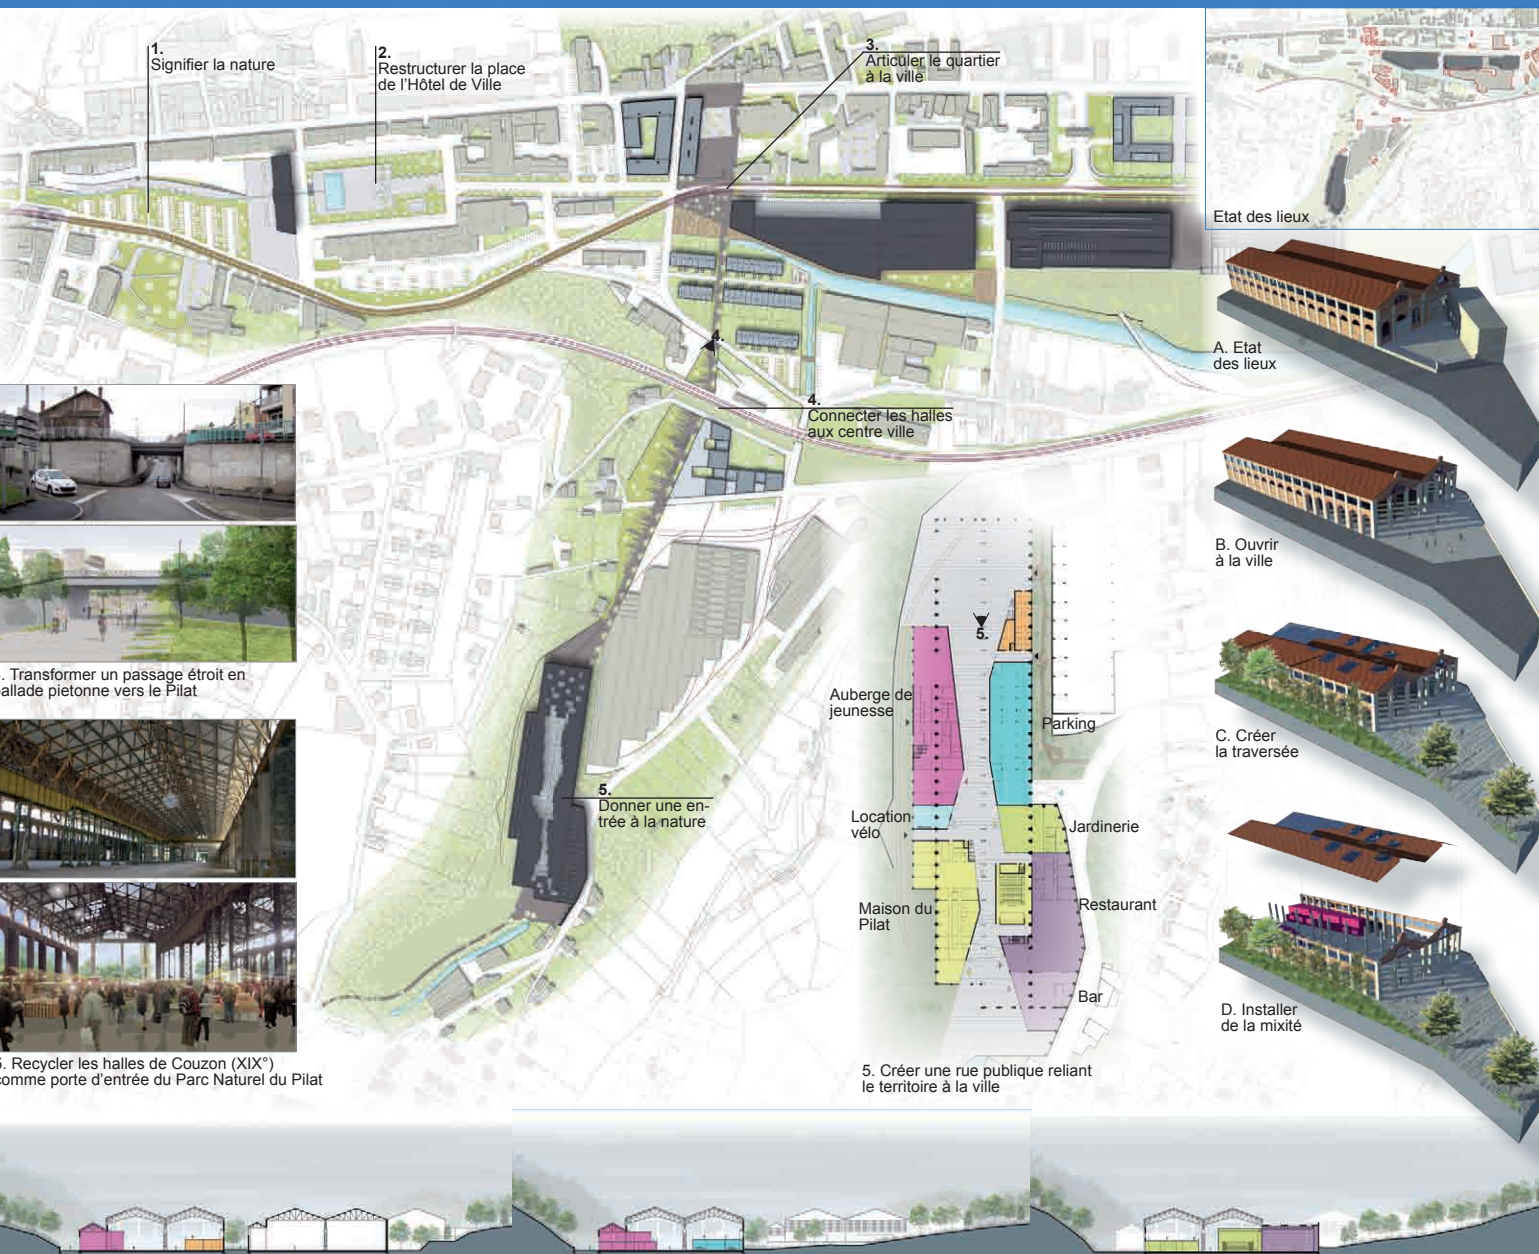 1.
Signifier la nature
2.
Restructurer la place
de l'Hôtel de Ville
3.
Articuler le quartier
à la ville
Etat des lieux
A. Etat
des lieux
4.
4.
Connecter les halles
aux centre ville
B. Ouvrir
à la ville
. Transformer un passage étroit en
allade pietonne vers le Pilat
5.
Auberge de
jeunesse
Parking
C. Créer
la traversée
5.
Donner une en-
trée à la nature
Location
vélo
Jardinerie
Maison du
Pilat
Restaurant
Bar
D. Installer
de la mixité
5. Recycler les halles de Couzon (XIX°)
comme porte d'entrée du Parc Naturel du Pilat
5. Créer une rue publique reliant
le territoire à la ville